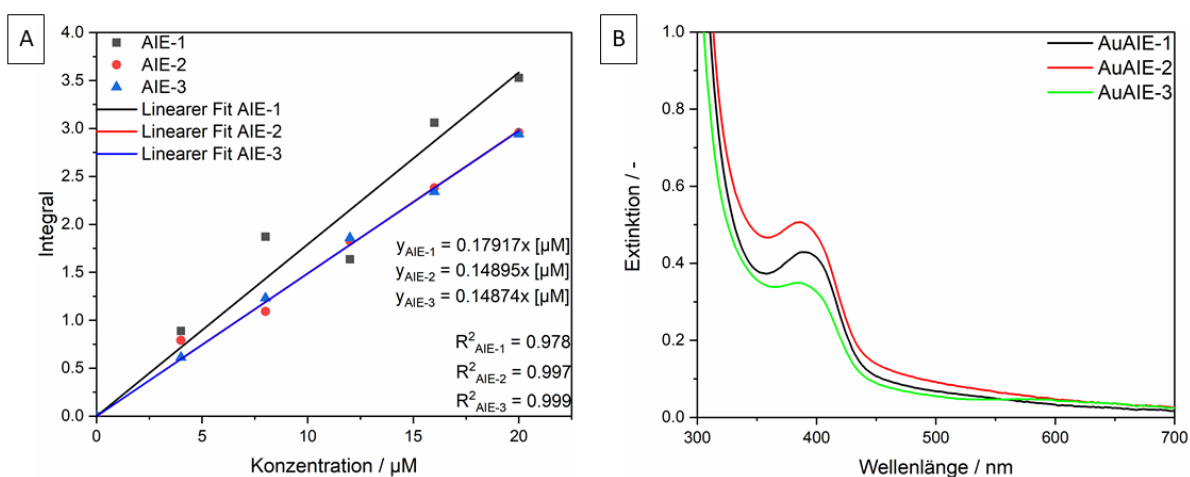 A
4.0
3.5
3.0
2.5
2.0
1.5
1.0
0.5
0.0
Integral
AIE-1
AIE-2
AIE-3
Linearer Fit AIE-1
Linearer Fit AIE-2
Linearer Fit AIE-3
y_AIE-1 = 0.17917x [µM]
y_AIE-2 = 0.14895x [µM]
y_AIE-3 = 0.14874x [µM]
R²_AIE-1 = 0.978
R²_AIE-2 = 0.997
R²_AIE-3 = 0.999
0 5 10 15 20
Konzentration / µM
B
1.0
0.8
0.6
0.4
0.2
0.0
Extinktion / -
AuAIE-1
AuAIE-2
AuAIE-3
300 400 500 600 700
Wellenlänge / nm